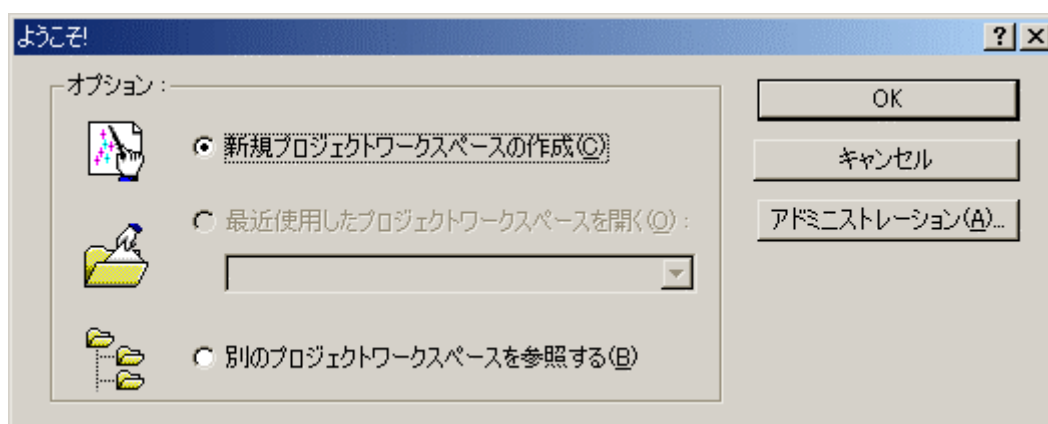 ようこそ!
オプション：
新規プロジェクトワークスペースの作成(C)
最近使用したプロジェクトワークスペースを開く(O)：
別のプロジェクトワークスペースを参照する(B)
OK
キャンセル
アドミニストレーション(A)...